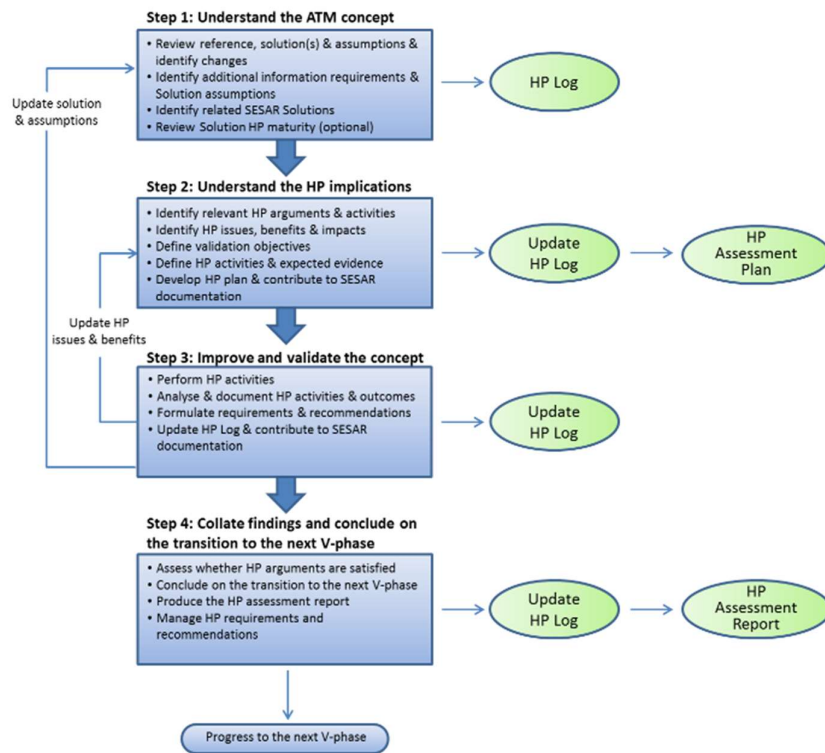 Step 1: Understand the ATM concept
• Review reference, solution(s) & assumptions &
identify changes
• Identify additional information requirements &
Solution assumptions
• Identify related SESAR Solutions
• Review Solution HP maturity (optional)
HP Log
Update solution
& assumptions
Step 2: Understand the HP implications
• Identify relevant HP arguments & activities
• Identify HP issues, benefits & impacts
• Define validation objectives
• Define HP activities & expected evidence
• Develop HP plan & contribute to SESAR
documentation
Update
HP Log
HP
Assessment
Plan
Update HP
issues & benefits
Step 3: Improve and validate the concept
• Perform HP activities
• Analyse & document HP activities & outcomes
• Formulate requirements & recommendations
• Update HP Log & contribute to SESAR
documentation
Update
HP Log
Step 4: Collate findings and conclude on
the transition to the next V-phase
• Assess whether HP arguments are satisfied
• Conclude on the transition to the next V-phase
• Produce the HP assessment report
• Manage HP requirements and
recommendations
Update
HP Log
HP
Assessment
Report
Progress to the next V-phase